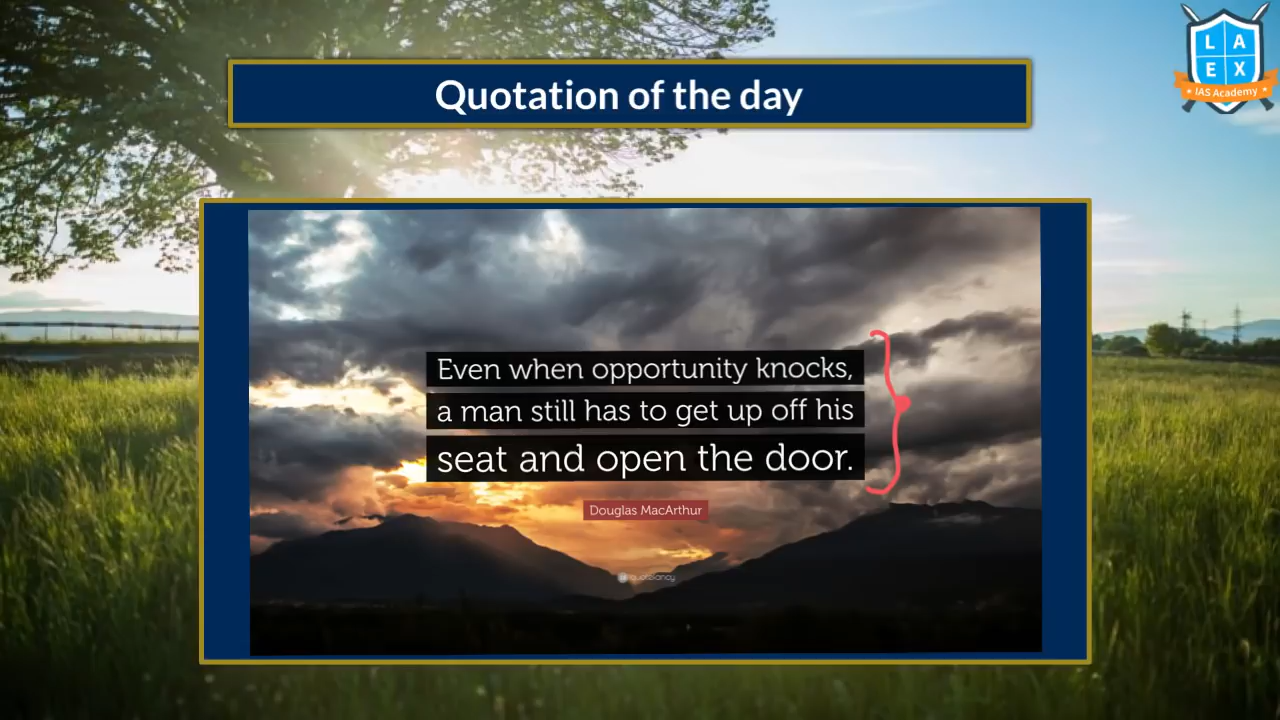 L A
E X
IAS Academy
Quotation of the day
Even when opportunity knocks,
a man still has to get up off his
seat and open the door.
Douglas MacArthur
quotefancy